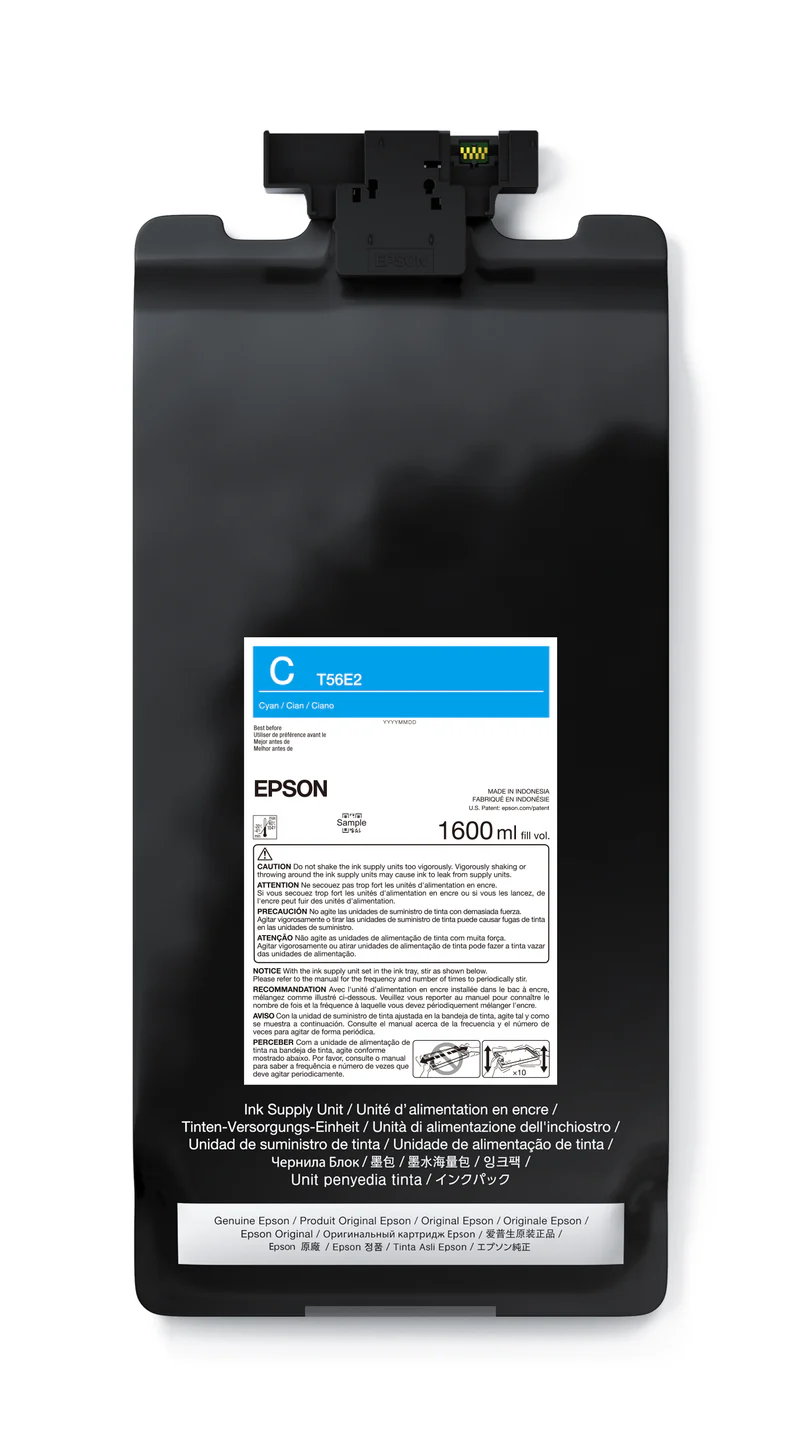 EPSON
C T56E2
Cyan / Cian / Ciano
YYYYMMDD
Best before
Utiliser de préférence avant le
Mejor antes de
Melhor antes de
EPSON
MADE IN INDONESIA
FABRIQUÉ EN INDONÉSIE
U.S. Patent: epson.com/patent
Sample
1600 ml fill vol.
CAUTION Do not shake the ink supply units too vigorously. Vigorously shaking or
throwing around the ink supply units may cause ink to leak from supply units.
ATTENTION Ne secouez pas trop fort les unités d'alimentation en encre.
Si vous secouez trop fort les unités d'alimentation en encre ou si vous les lancez, de
l'encre peut fuir des unités d'alimentation.
PRECAUCIÓN No agite las unidades de suministro de tinta con demasiada fuerza.
Agitar vigorosamente o tirar las unidades de suministro de tinta puede causar fugas de tinta
en las unidades de suministro.
ATENÇÃO Não agite as unidades de alimentação de tinta com muita força.
Agitar vigorosamente ou atirar unidades de alimentação de tinta pode fazer a tinta vazar
das unidades de alimentação.
NOTICE With the ink supply unit set in the ink tray, stir as shown below.
Please refer to the manual for the frequency and number of times to periodically stir.
RECOMMANDATION Avec l'unité d'alimentation en encre installée dans le bac à encre,
mélangez comme illustré ci-dessous. Veuillez vous reporter au manuel pour connaître le
nombre de fois et la fréquence à laquelle vous devez périodiquement mélanger l'encre.
AVISO Con la unidad de suministro de tinta ajustada en la bandeja de tinta, agite tal y como
se muestra a continuación. Consulte el manual acerca de la frecuencia y el número de
veces para agitar de forma periódica.
PERCEBER Com a unidade de alimentação de
tinta na bandeja de tinta, agite conforme
mostrado abaixo. Por favor, consulte o manual
para saber a frequência e número de vezes que
deve agitar periodicamente.
×10
Ink Supply Unit / Unité d'alimentation en encre /
Tinten-Versorgungs-Einheit / Unità di alimentazione dell'inchiostro /
Unidad de suministro de tinta / Unidade de alimentação de tinta /
Чернила Блок / 墨包 / 墨水海量包 / 잉크팩 /
Unit penyedia tinta / インクパック
Genuine Epson / Produit Original Epson / Original Epson / Originale Epson /
Epson Original / Оригинальный картридж Epson / 爱普生原装正品 /
Epson 原廠 / Epson 정품 / Tinta Asli Epson / エプソン純正